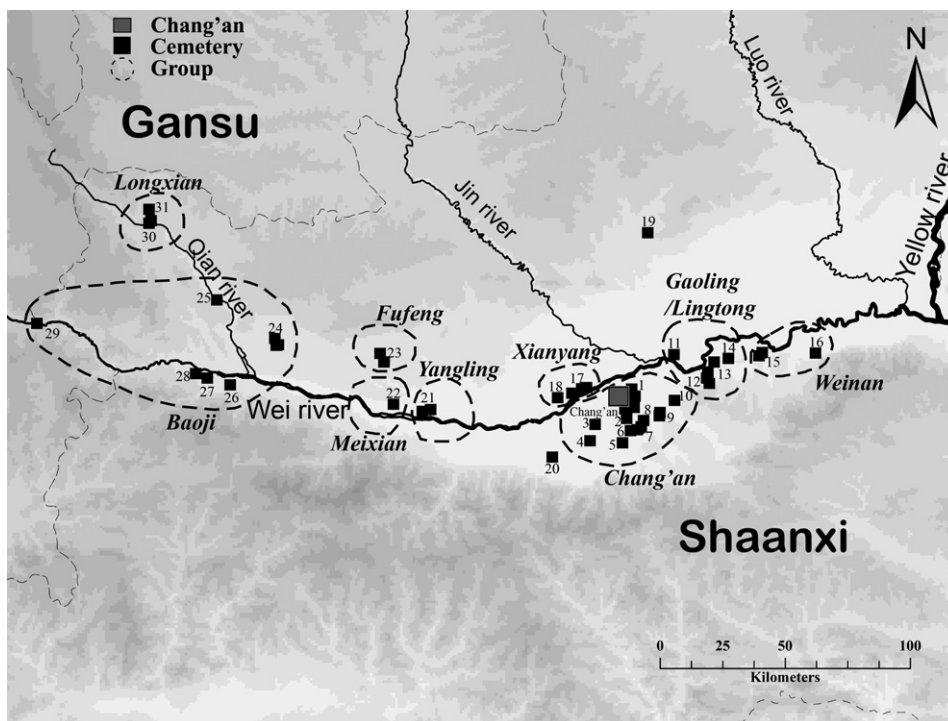 Chang'an
Cemetery
Group
N
Gansu
Longxian
31
30
Qian river
25
24
29
28
27
26
Baoji
Wei river
Fufeng
23
22
Meixian
Yangling
21
Jin river
Luo river
Yellow river
19
Gaoling
/Lingtong
11
14
13
12
15
16
Weinan
Xianyang
17
18
Chang'an
1
2
3
4
5
6
7
8
9
10
20
Chang'an
Shaanxi
0 25 50 100
Kilometers